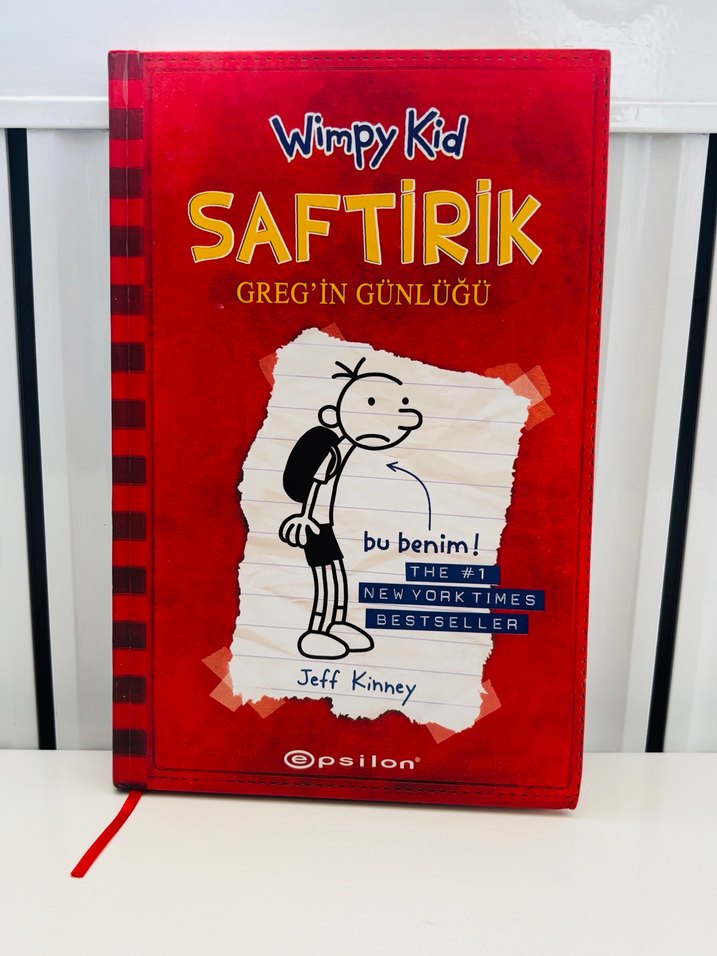 Wimpy Kid
SAFTİRİK
GREG'İN GÜNLÜĞÜ
bu benim!
THE #1
NEW YORK TIMES
BESTSELLER
Jeff Kinney
epsilon®